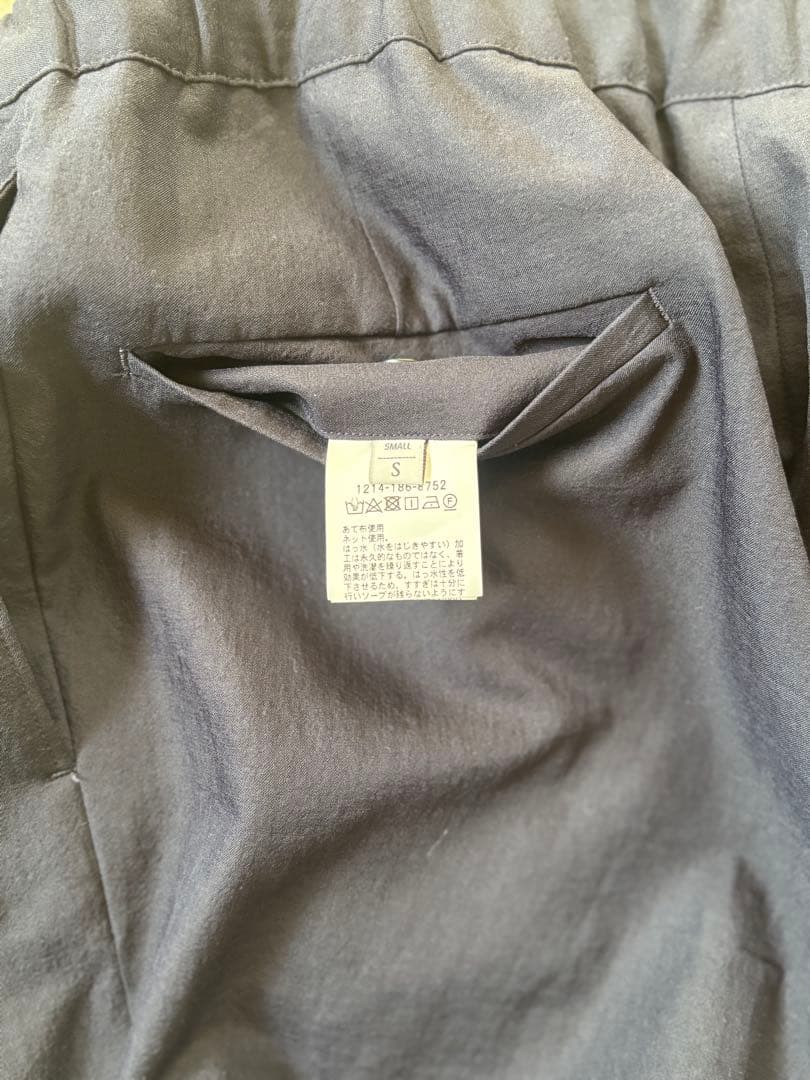 SMALL
S
1214-186-8752
あて布使用
ネット使用。
はっ水（水をはじきやすい）加
工は永久的なものではなく、着
用や洗濯を繰り返すことにより
効果が低下する。はっ水性を低
下させるため、すすぎは十分に
行いソープが残らないようにす